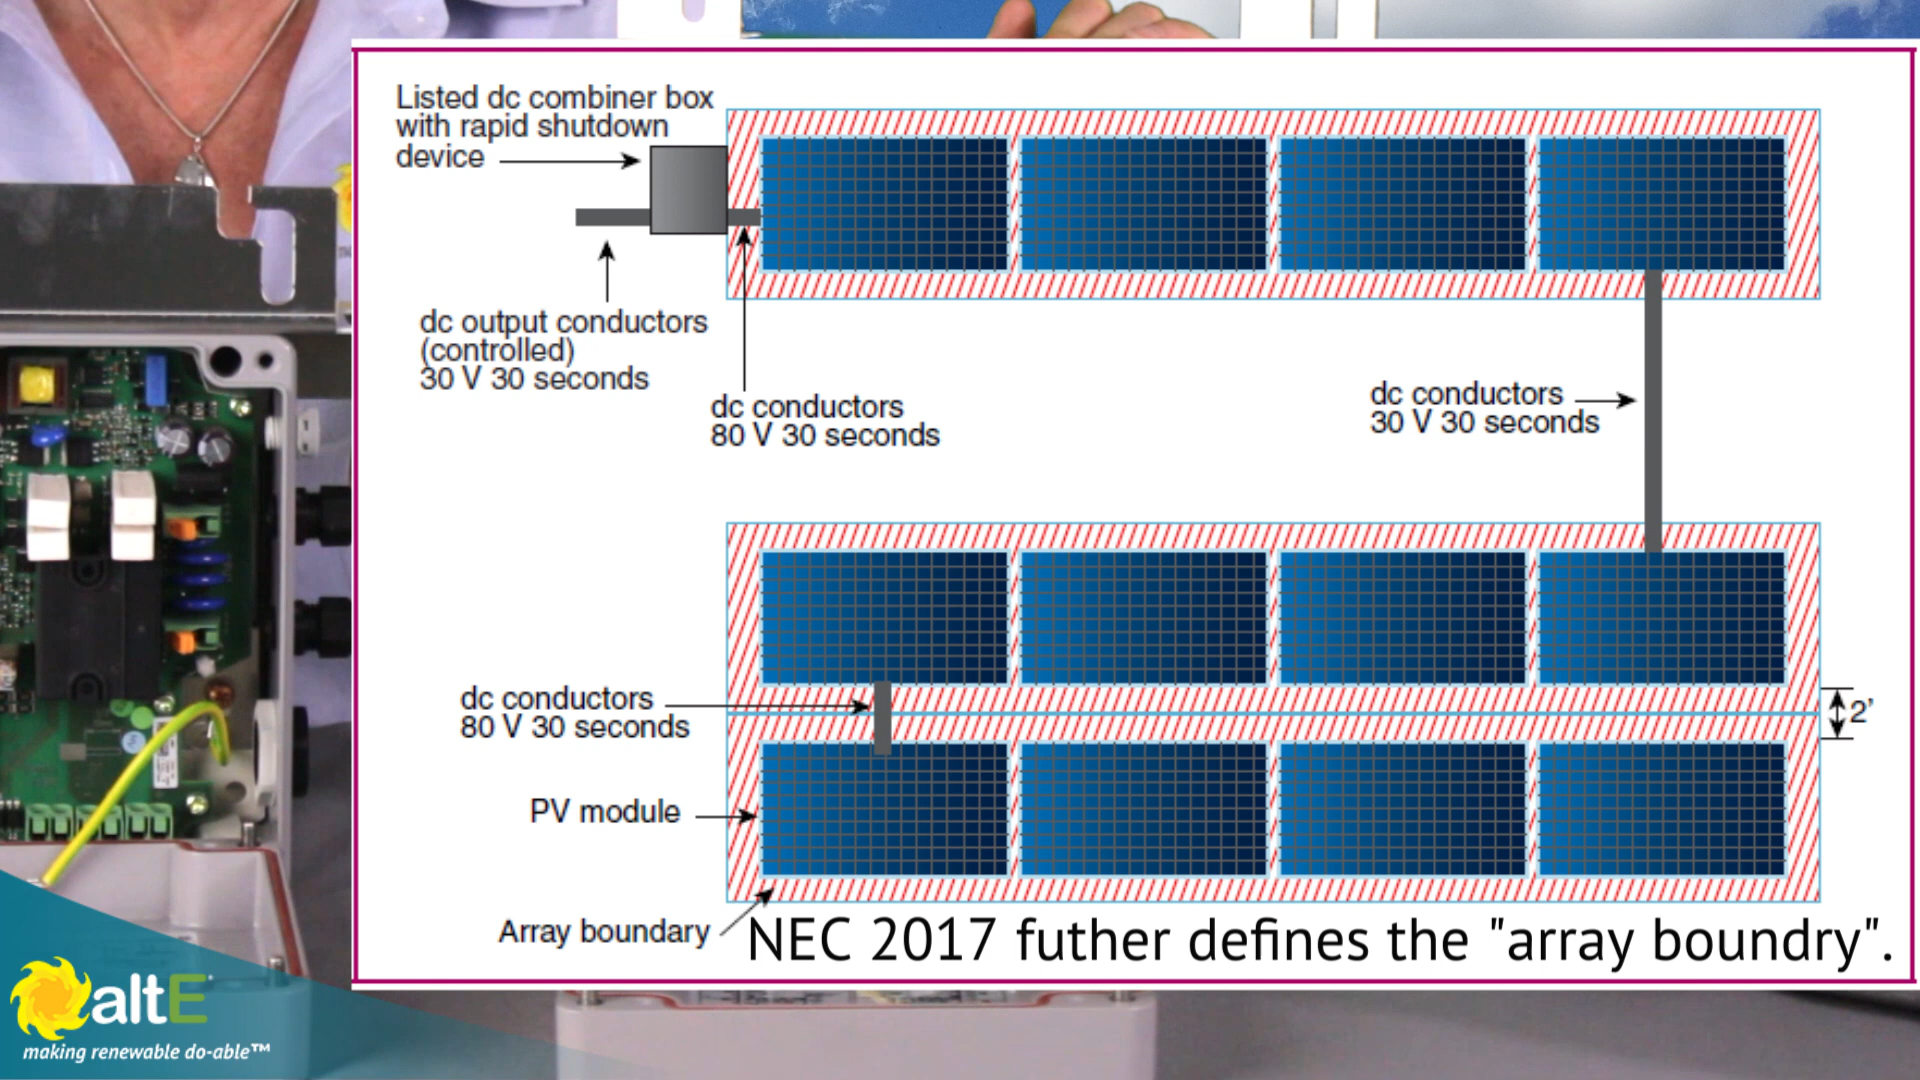 Listed dc combiner box
with rapid shutdown
device
dc output conductors
(controlled)
30 V 30 seconds
dc conductors
80 V 30 seconds
dc conductors
30 V 30 seconds
dc conductors
80 V 30 seconds
2'
PV module
Array boundary
NEC 2017 futher defines the "array boundry".
altE
making renewable do-able™